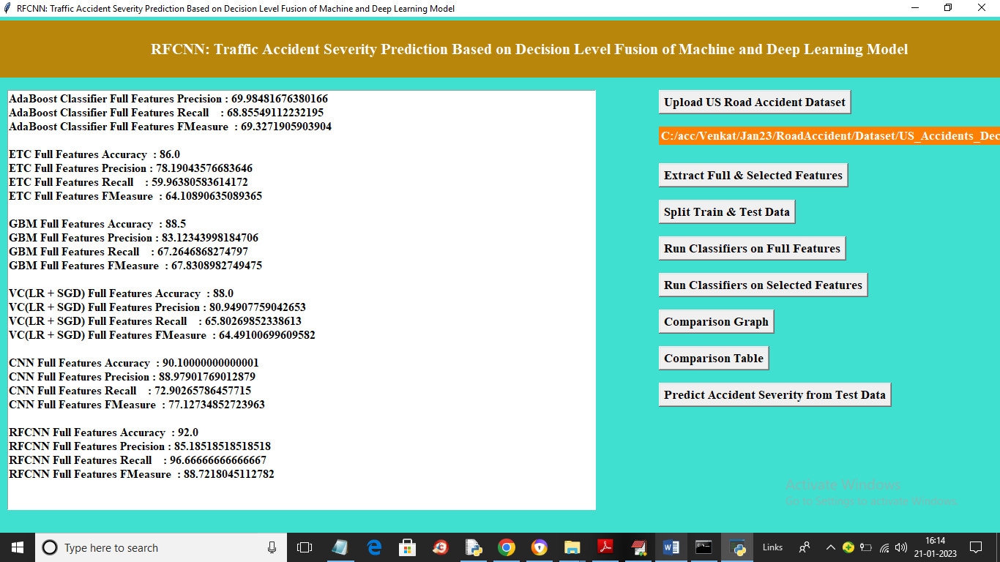 RFCNN: Traffic Accident Severity Prediction Based on Decision Level Fusion of Machine and Deep Learning Model
RFCNN: Traffic Accident Severity Prediction Based on Decision Level Fusion of Machine and Deep Learning Model
AdaBoost Classifier Full Features Precision : 69.98481676380166
AdaBoost Classifier Full Features Recall : 68.85549112232195
AdaBoost Classifier Full Features FMeasure : 69.3271905903904
ETC Full Features Accuracy : 86.0
ETC Full Features Precision : 78.19043576683646
ETC Full Features Recall : 59.96380583614172
ETC Full Features FMeasure : 64.10890635089365
GBM Full Features Accuracy : 88.5
GBM Full Features Precision : 83.12343998184706
GBM Full Features Recall : 67.2646868274797
GBM Full Features FMeasure : 67.8308982749475
VC(LR + SGD) Full Features Accuracy : 88.0
VC(LR + SGD) Full Features Precision : 80.94907759042653
VC(LR + SGD) Full Features Recall : 65.80269852338613
VC(LR + SGD) Full Features FMeasure : 64.49100699609582
CNN Full Features Accuracy : 90.10000000000001
CNN Full Features Precision : 88.97901769012879
CNN Full Features Recall : 72.90265786457715
CNN Full Features FMeasure : 77.12734852723963
RFCNN Full Features Accuracy : 92.0
RFCNN Full Features Precision : 85.18518518518518
RFCNN Full Features Recall : 96.66666666666667
RFCNN Full Features FMeasure : 88.7218045112782
Upload US Road Accident Dataset
C:/acc/Venkat/Jan23/RoadAccident/Dataset/US_Accidents_Dec
Extract Full & Selected Features
Split Train & Test Data
Run Classifiers on Full Features
Run Classifiers on Selected Features
Comparison Graph
Comparison Table
Predict Accident Severity from Test Data
Activate Windows
Go to Settings to activate Windows.
Type here to search
Links
16:14
21-01-2023